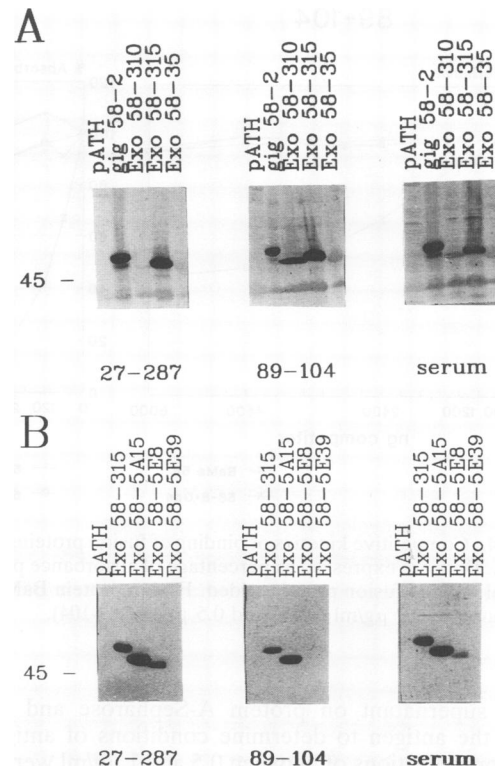 A
pATH
gig 58-2
Exo 58-310
Exo 58-315
Exo 58-35
pATH
gig 58-2
Exo 58-310
Exo 58-315
Exo 58-35
pATH
gig 58-2
Exo 58-310
Exo 58-315
Exo 58-35
45 -
27-287
89-104
serum
B
pATH
Exo 58-315
Exo 58-5A15
Exo 58-5E8
Exo 58-5E39
pATH
Exo 58-315
Exo 58-5A15
Exo 58-5E8
Exo 58-5E39
pATH
Exo 58-315
Exo 58-5A15
Exo 58-5E8
Exo 58-5E39
45 -
27-287
89-104
serum